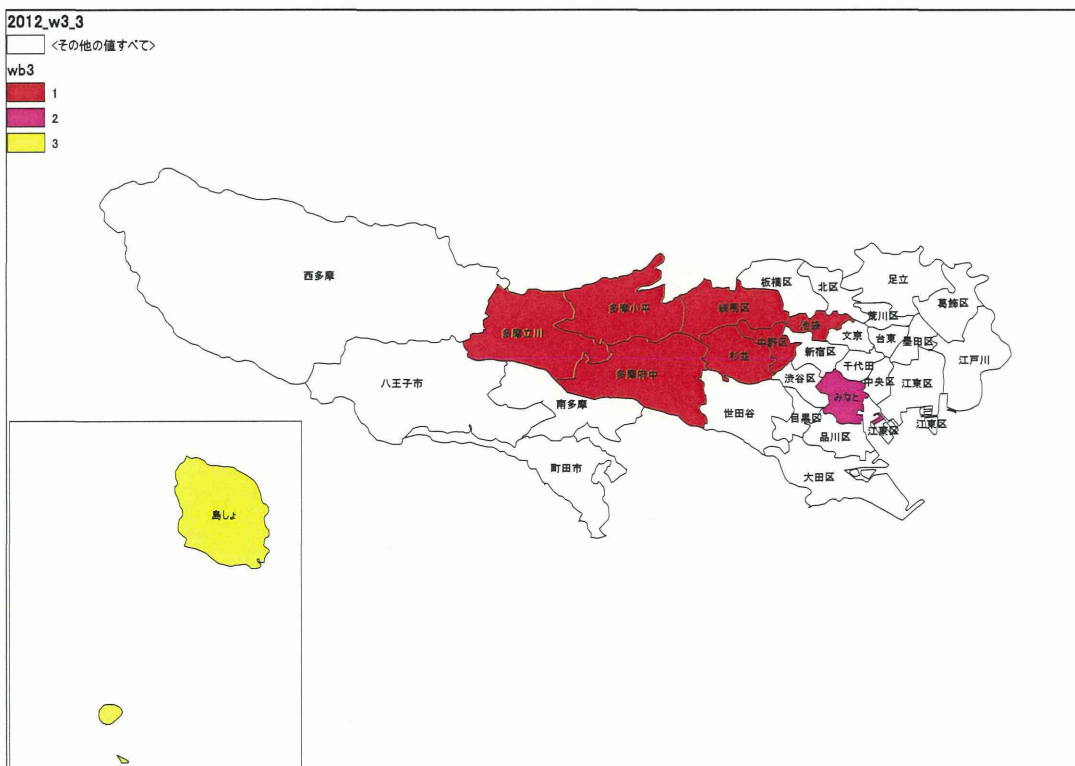 2012_w3_3
<その他の値すべて>
wb3
1
2
3
西多摩
板橋区
北区
足立
葛飾区
多摩小平
練馬区
荒川区
池袋
多摩立川
中野区
文京
台東
墨田区
杉並
新宿区
江戸川
千代田
多摩府中
八王子市
渋谷区
中央区
江東区
みなと
南多摩
世田谷
目黒区
江東区
江東区
品川区
町田市
大田区
島しょ